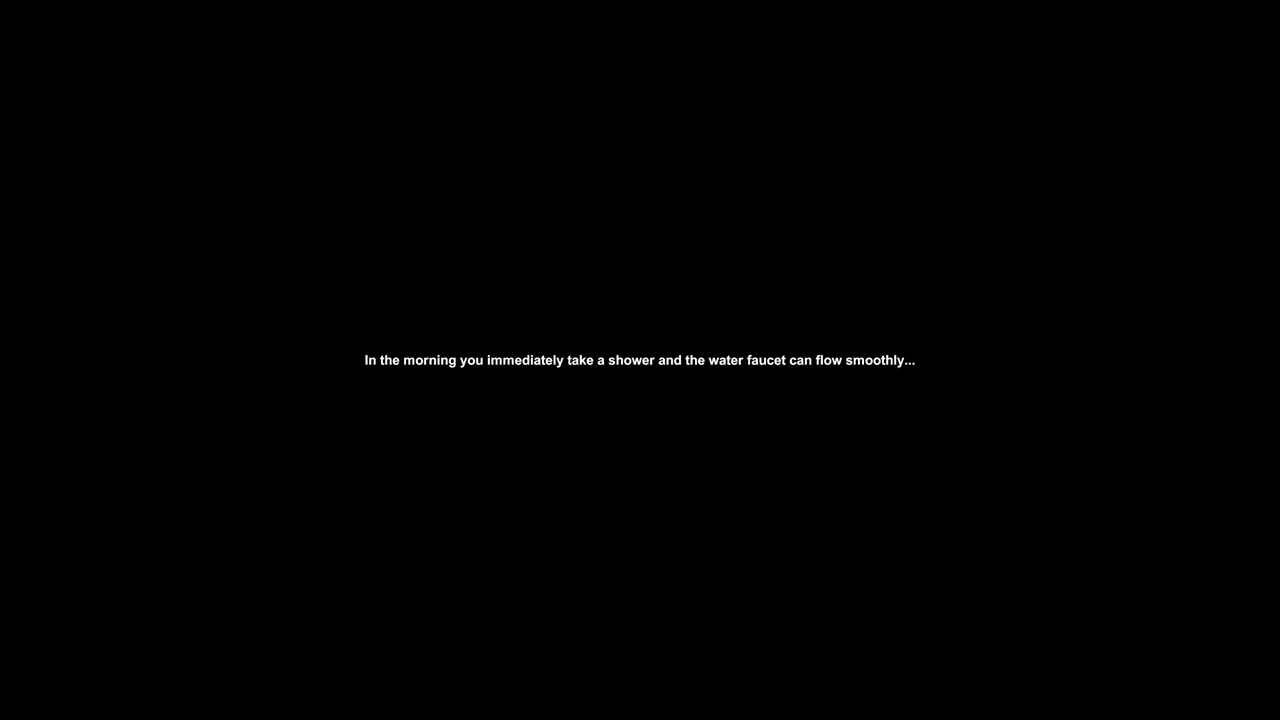 In the morning you immediately take a shower and the water faucet can flow smoothly...